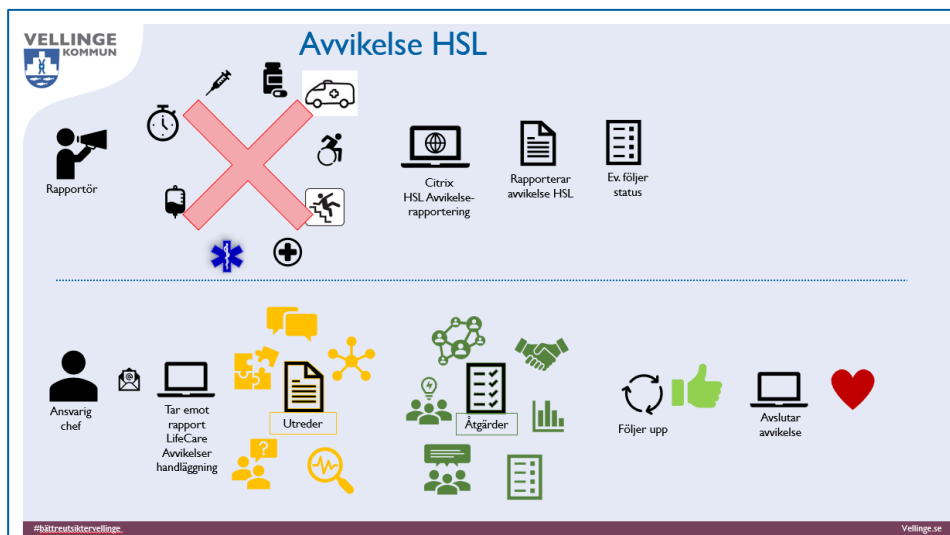 VELLINGE
KOMMUN
Avvikelse HSL
Rapportör
Citrix
HSL Avvikelse-
rapportering
Rapporterar
avvikelse HSL
Ev. följer
status
Ansvarig
chef
Tar emot
rapport
LifeCare
Avvikelser
handläggning
Utreder
?
Åtgärder
Följer upp
Avslutar
avvikelse
#bättreutsiktervellinge
Vellinge.se